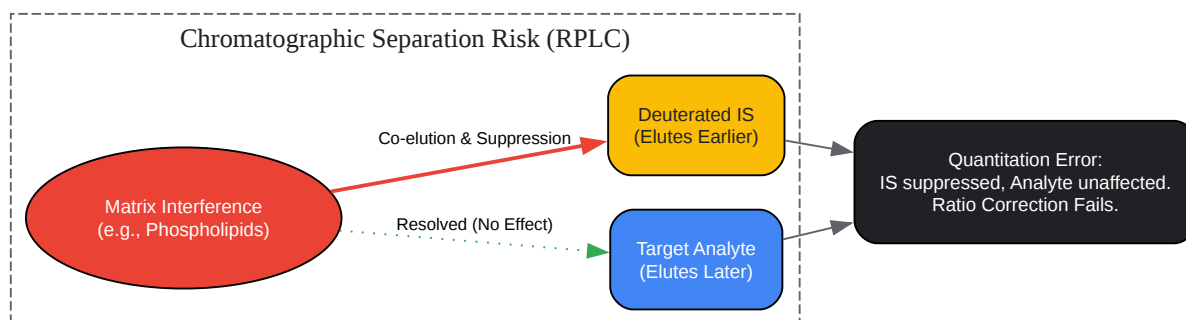 Chromatographic Separation Risk (RPLC)
Co-elution & Suppression
Deuterated IS
(Elutes Earlier)
Matrix Interference
(e.g., Phospholipids)
Resolved (No Effect)
Target Analyte
(Elutes Later)
Quantitation Error:
IS suppressed, Analyte unaffected.
Ratio Correction Fails.